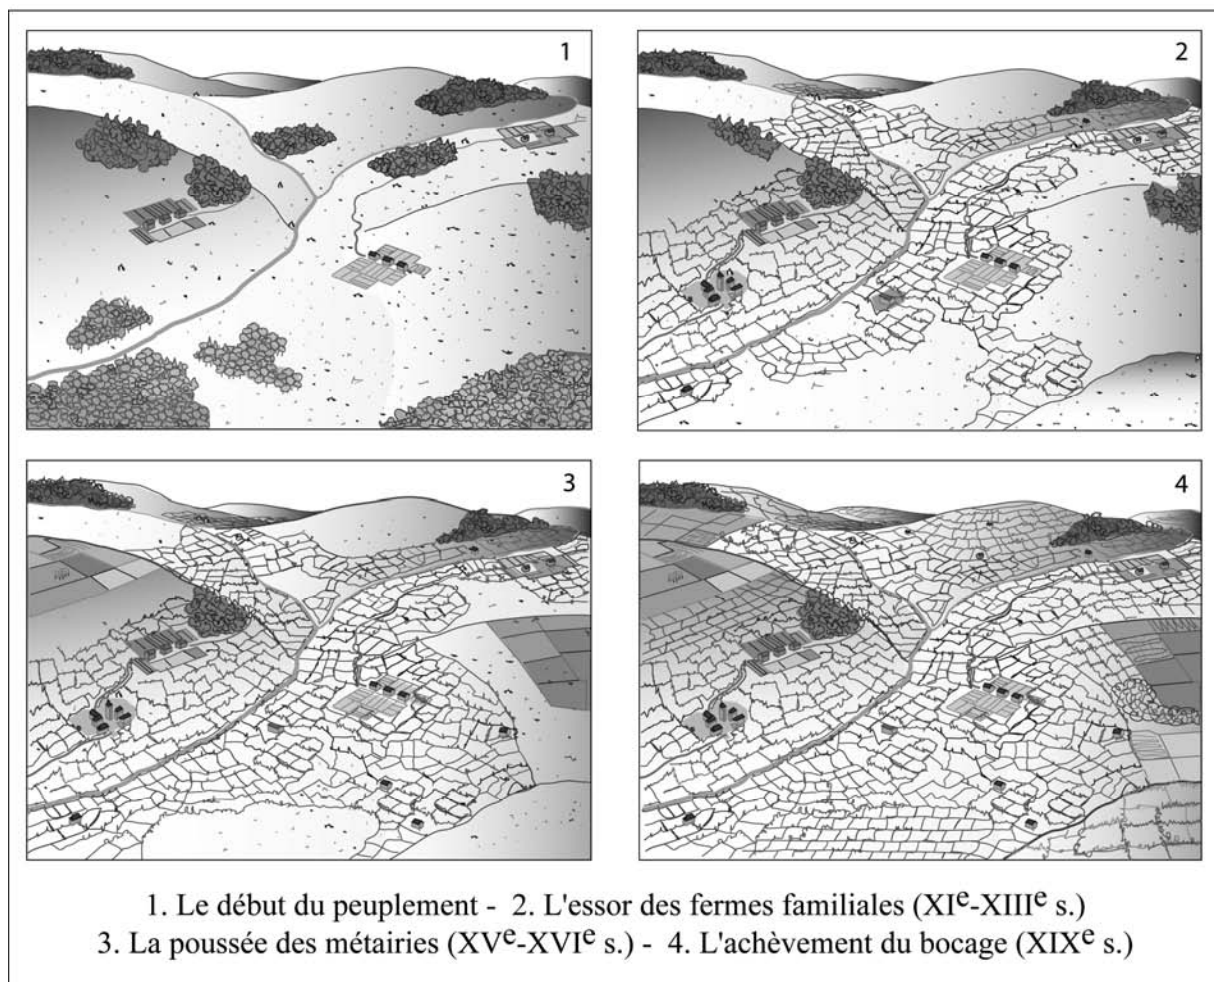 1
2
3
4
1. Le début du peuplement - 2. L'essor des fermes familiales (XIe-XIIIe s.)
3. La poussée des métairies (XVe-XVIe s.) - 4. L'achèvement du bocage (XIXe s.)